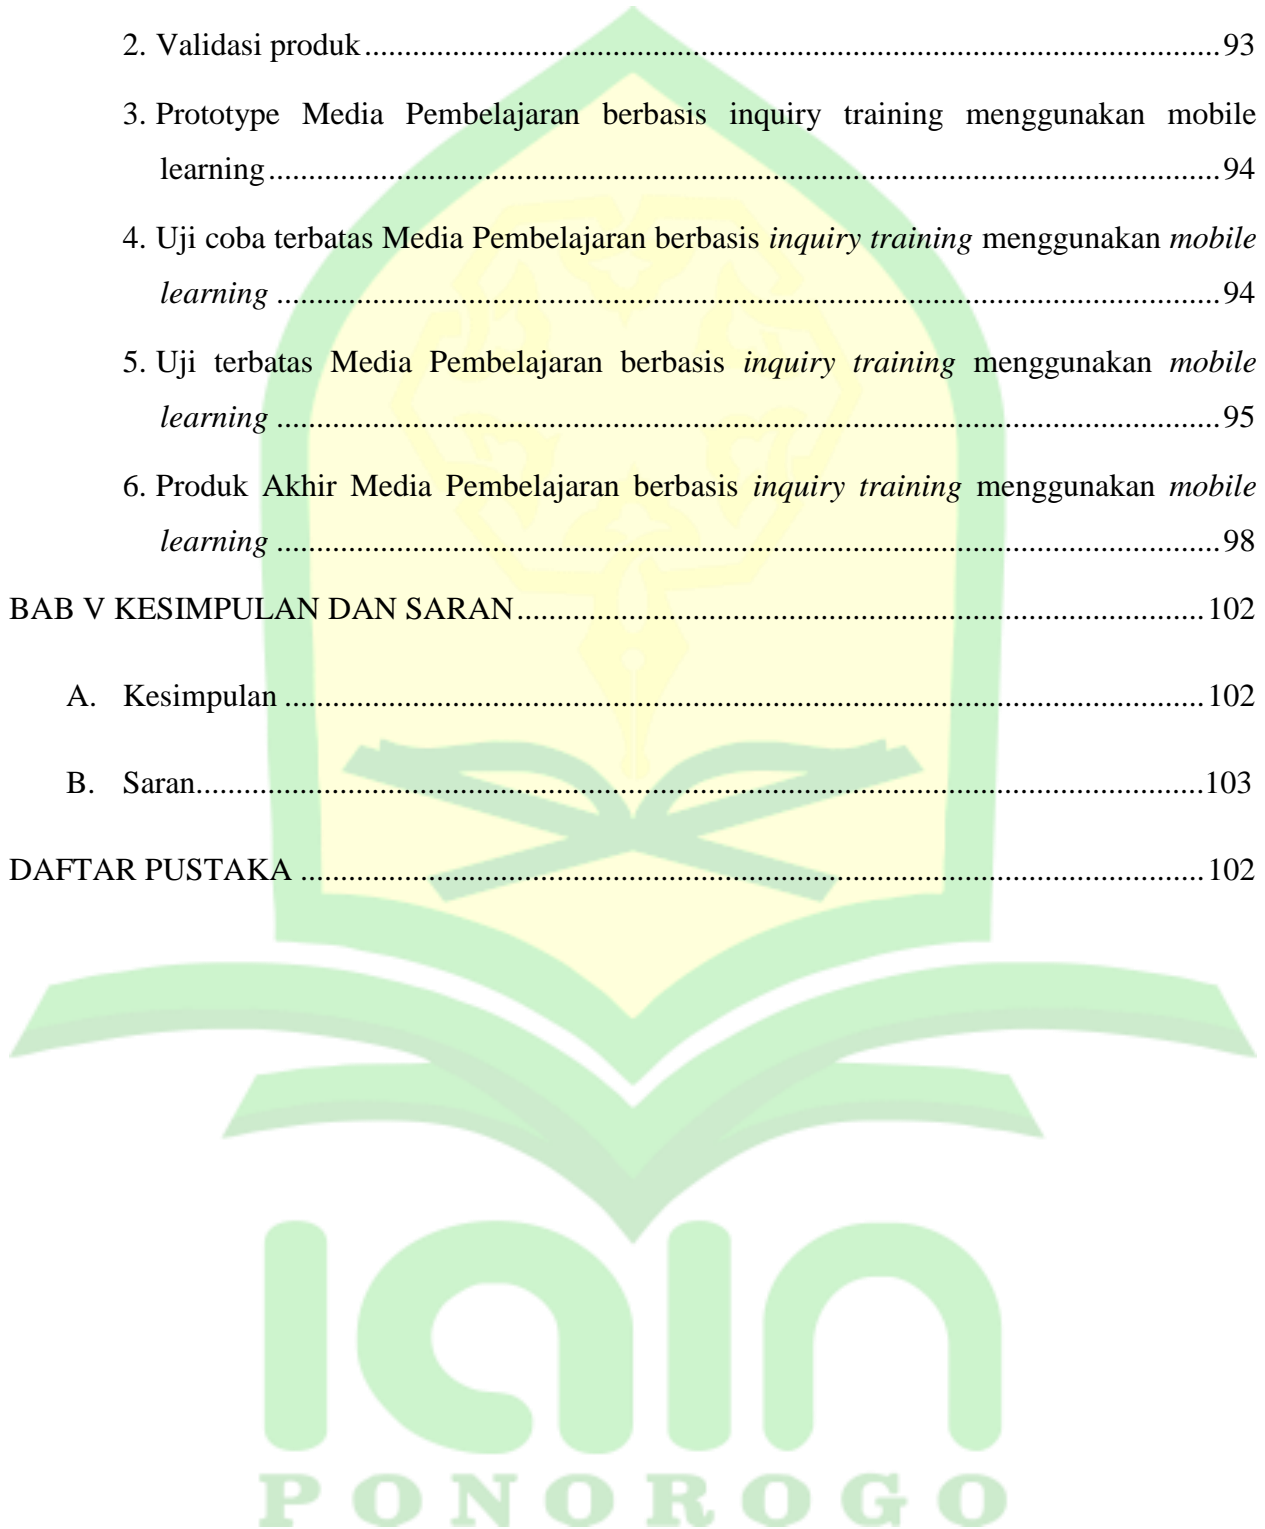 2. Validasi produk....................................................................................................................93
3. Prototype Media Pembelajaran berbasis inquiry training menggunakan mobile
learning.................................................................................................................................94
4. Uji coba terbatas Media Pembelajaran berbasis inquiry training menggunakan mobile
learning ................................................................................................................................94
5. Uji terbatas Media Pembelajaran berbasis inquiry training menggunakan mobile
learning ................................................................................................................................95
6. Produk Akhir Media Pembelajaran berbasis inquiry training menggunakan mobile
learning ................................................................................................................................98
BAB V KESIMPULAN DAN SARAN.............................................................................................102
A. Kesimpulan .............................................................................................................................102
B. Saran.........................................................................................................................................103
DAFTAR PUSTAKA ..........................................................................................................................102
IAIN
PONOROGO